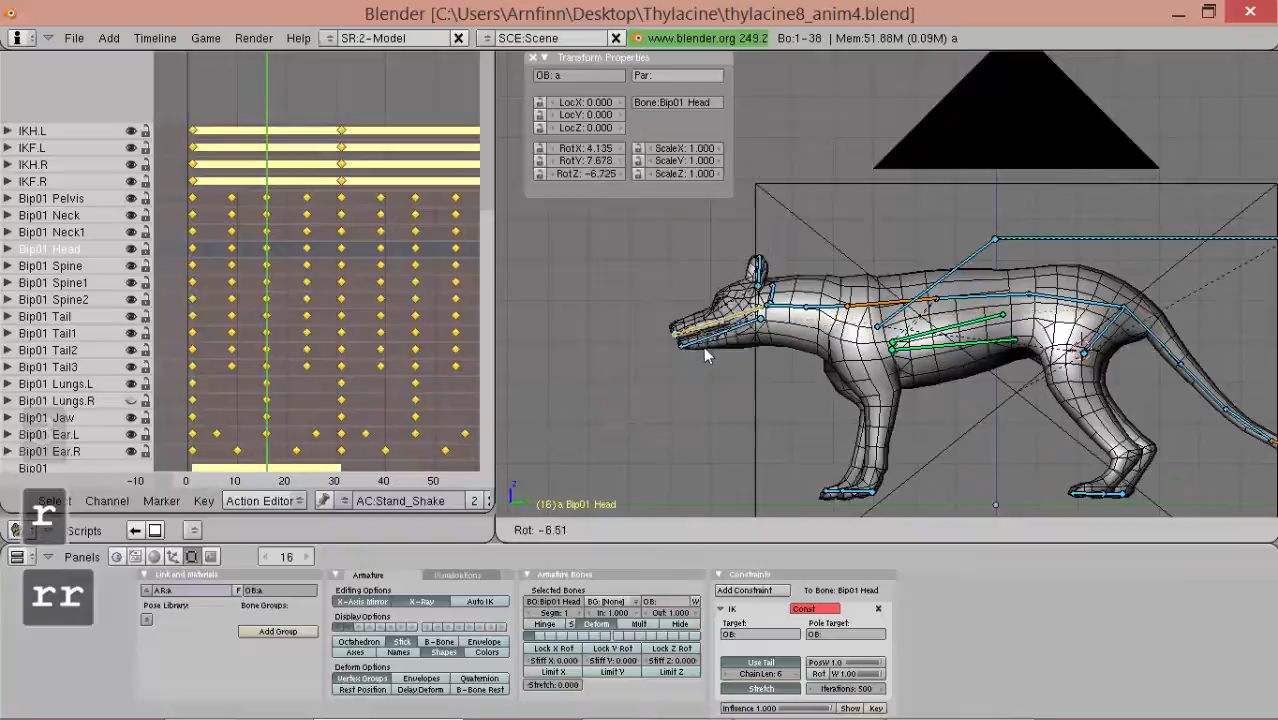 Blender [C:\Users\Arnfinn\Desktop\Thylacine\thylacine8_anim4.blend]
File Add Timeline Game Render Help SR:2-Model SCE:Scene www.blender.org 249.2 Bo:1-38 | Mem:51.88M (0.09M) a
Transform Properties
OB: a Par:
LocX: 0.000 Bone:Bip01 Head
LocY: 0.000
LocZ: 0.000
RotX: 4.135 ScaleX: 1.000
RotY: 7.678 ScaleY: 1.000
RotZ: -6.725 ScaleZ: 1.000
IKH.L
IKF.L
IKH.R
IKF.R
Bip01 Pelvis
Bip01 Neck
Bip01 Neck1
Bip01 Head
Bip01 Spine
Bip01 Spine1
Bip01 Spine2
Bip01 Tail
Bip01 Tail1
Bip01 Tail2
Bip01 Tail3
Bip01 Lungs.L
Bip01 Lungs.R
Bip01 Jaw
Bip01 Ear.L
Bip01 Ear.R
Bip01
-10 0 10 20 30 40 50
Select Channel Marker Key Action Editor AC:Stand_Shake 2
z
(16) a Bip01 Head
r
Scripts
Rot: -6.51
Panels 16
rr
Link and Materials
AR:a F OB:a
Pose Library: Bone Groups:
Add Group
Armature Visualisations
Editing Options
X-Axis Mirror X-Ray Auto IK
Display Options
Octahedron Stick B-Bone Envelope
Axes Names Shapes Colors
Deform Options
Vertex Groups Envelopes Quaternion
Rest Position Delay Deform B-Bone Rest
Armature Bones
Selected Bones
BO:Bip01 Head BG: [None] OB: W
Segm: 1 In: 1.000 Out: 1.000
Hinge S Deform Mult Hide
Lock X Rot Lock Y Rot Lock Z Rot
Stiff X: 0.000 Stiff Y: 0.000 Stiff Z: 0.000
Limit X Limit Y Limit Z
Stretch: 0.000
Constraints
Add Constraint To Bone: Bip01 Head
IK Const
Target: Pole Target:
OB: OB:
Use Tail PosW 1.0
ChainLen: 6 Rot W 1.00
Stretch Iterations: 500
Influence 1.000 Show Key